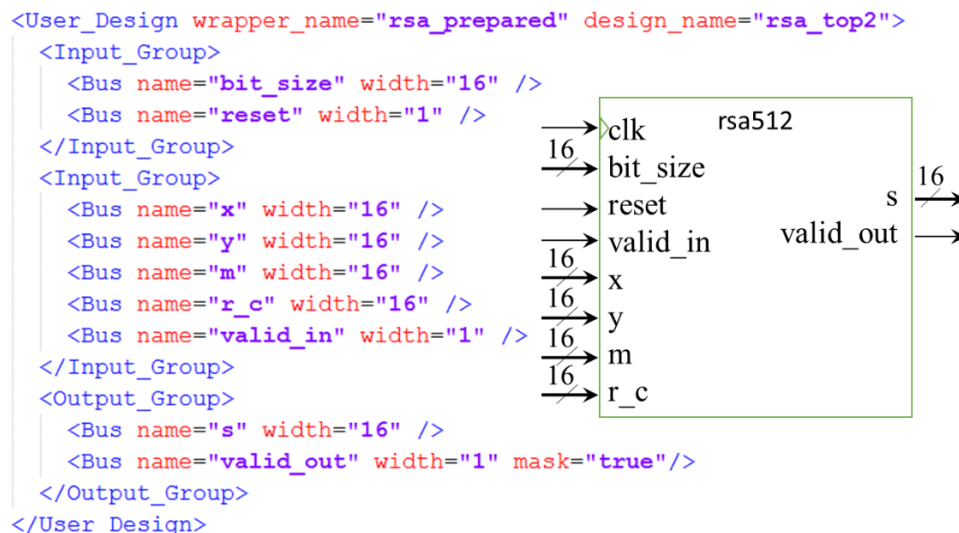 <User_Design wrapper_name="rsa_prepared" design_name="rsa_top2">
<Input_Group>
<Bus name="bit_size" width="16" />
<Bus name="reset" width="1" />
</Input_Group>
<Input_Group>
<Bus name="x" width="16" />
<Bus name="y" width="16" />
<Bus name="m" width="16" />
<Bus name="r_c" width="16" />
<Bus name="valid_in" width="1" />
</Input_Group>
<Output_Group>
<Bus name="s" width="16" />
<Bus name="valid_out" width="1" mask="true"/>
</Output_Group>
</User_Design>
rsa512
clk
16 bit_size
reset
valid_in
16 x
16 y
16 m
16 r_c
s 16
valid_out